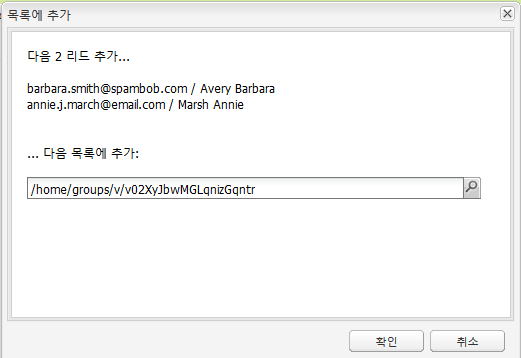 목록에 추가
다음 2 리드 추가...
barbara.smith@spambob.com / Avery Barbara
annie.j.march@email.com / Marsh Annie
... 다음 목록에 추가:
/home/groups/v/v02XyJbwMGLqnizGqntr
확인
취소